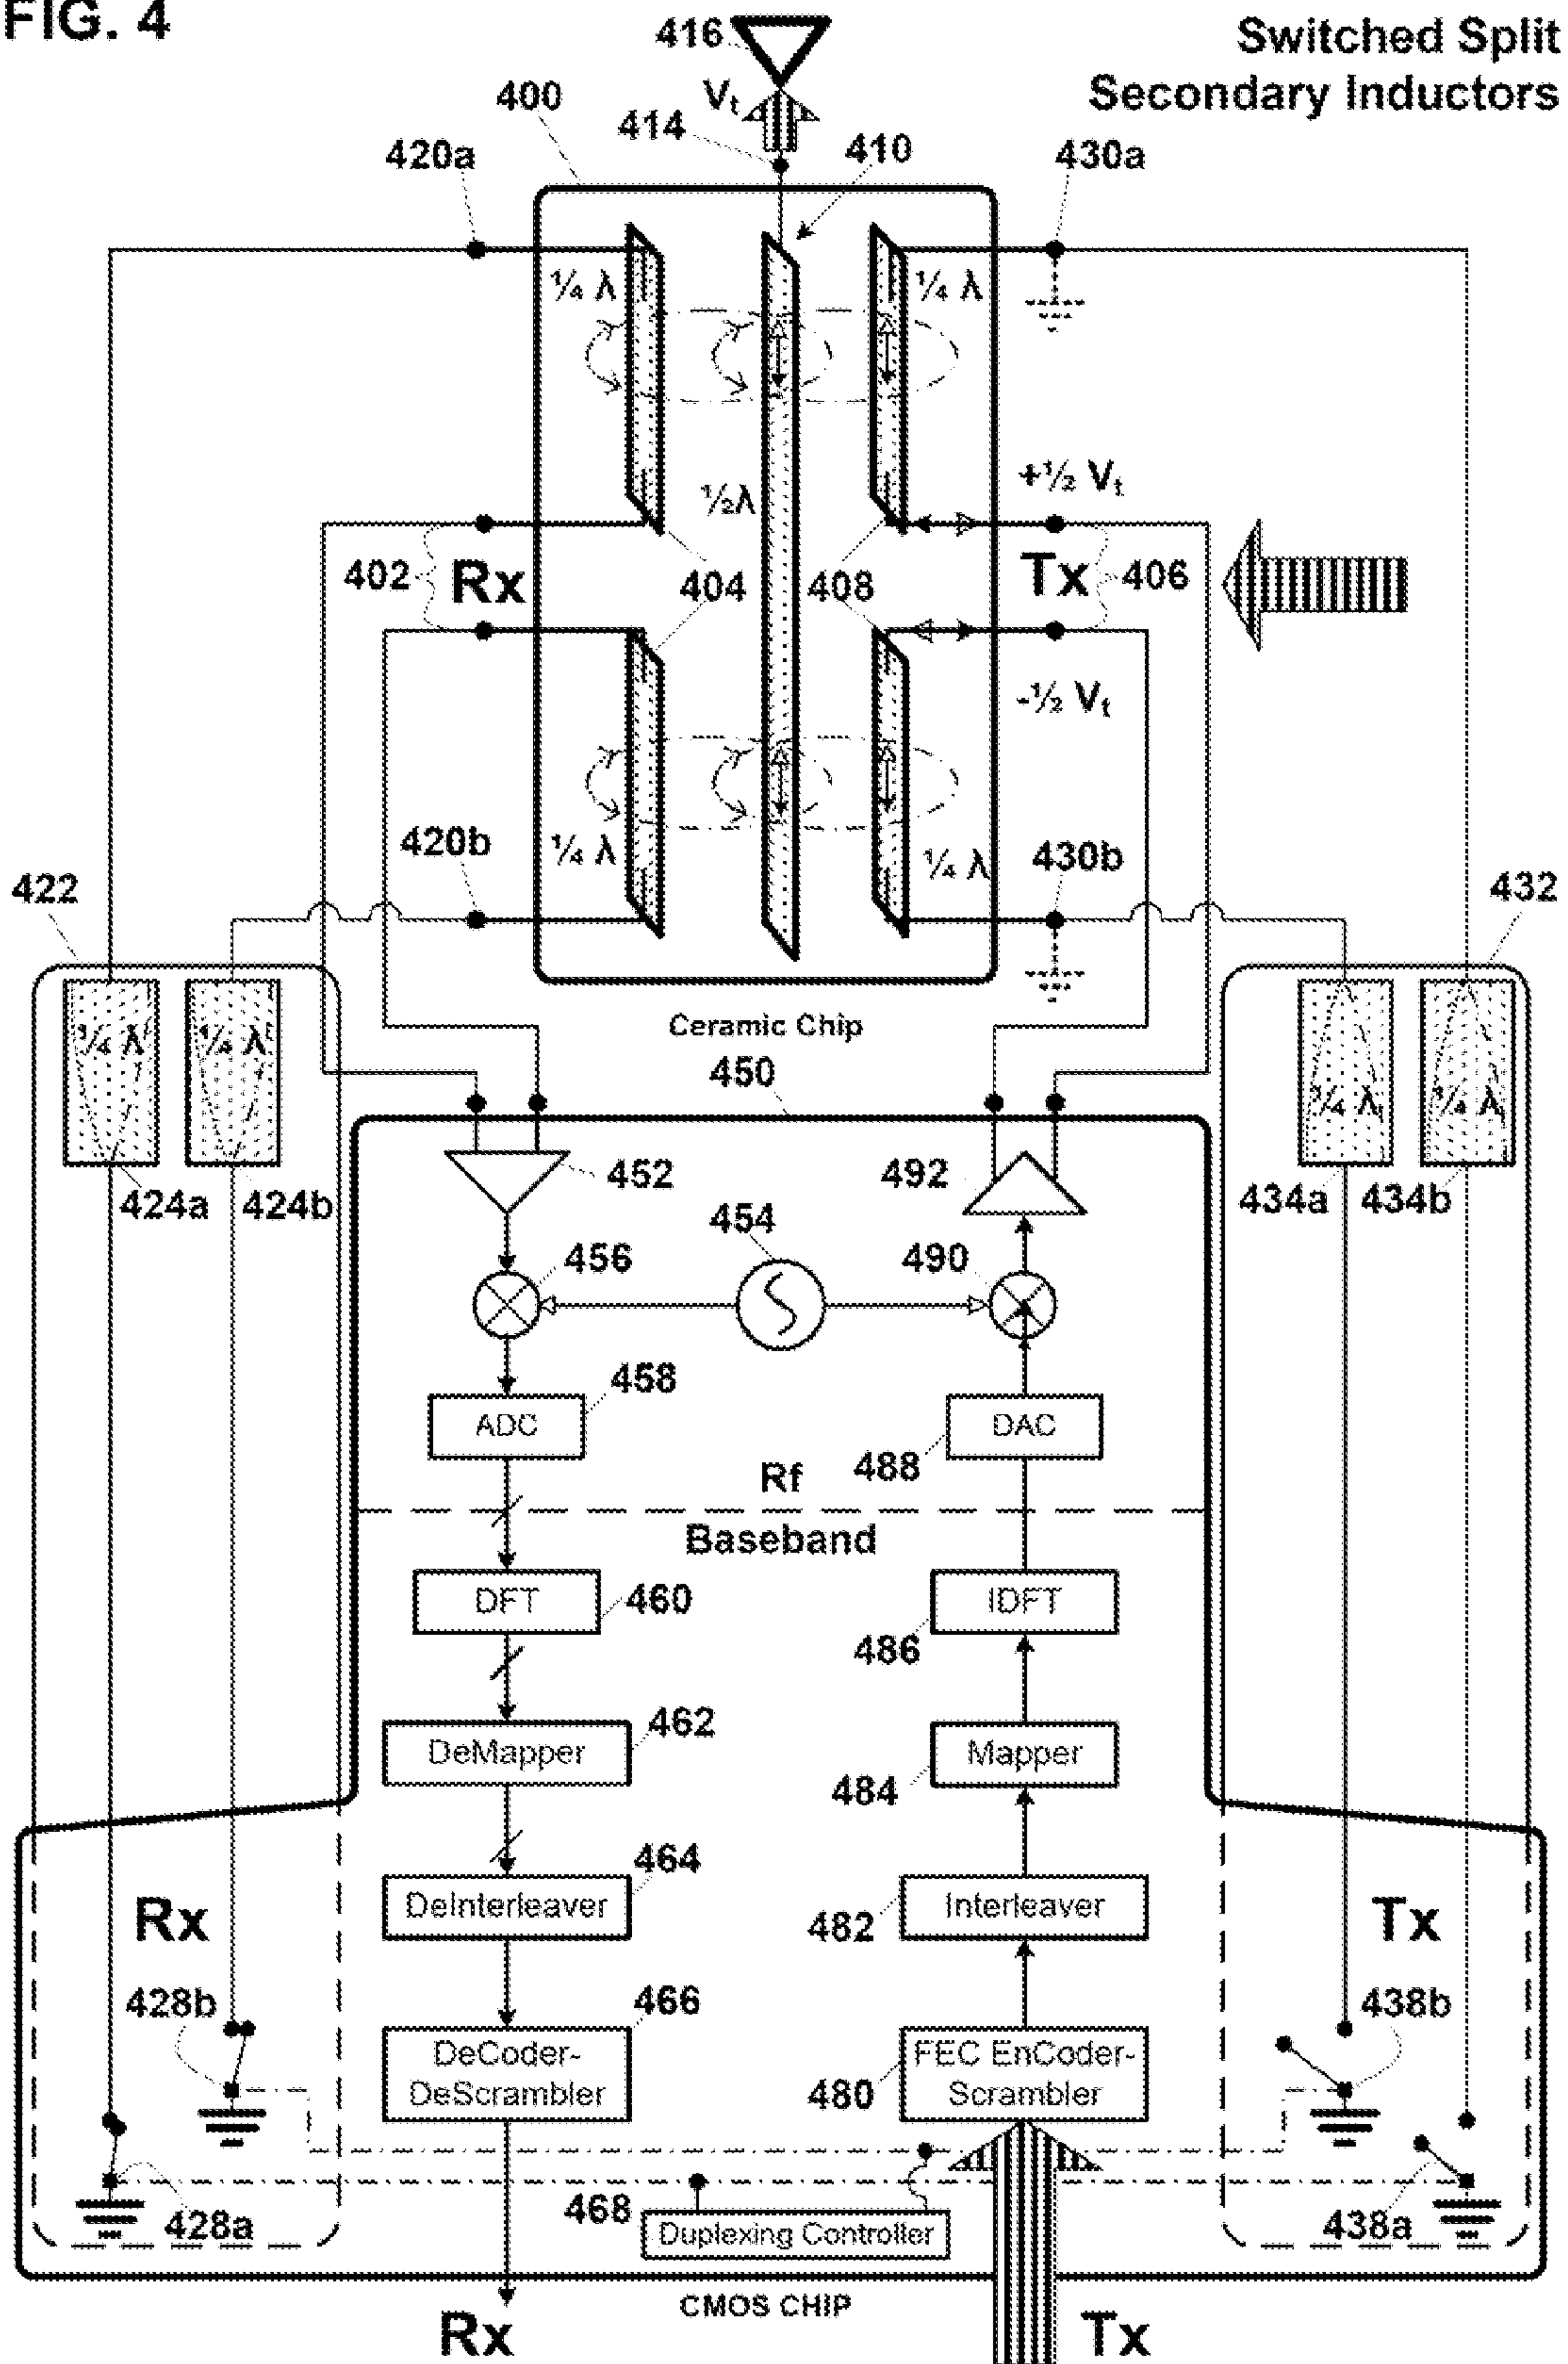 FIG. 4
Switched Split
Secondary Inductors
416
Vt
400
414
410
420a
430a
¼ λ
¼ λ
½λ
+½ Vt
402
Rx
404
408
Tx
406
-½ Vt
420b
¼ λ
¼ λ
430b
422
432
Ceramic Chip
450
¼ λ
¼ λ
¼ λ
¼ λ
424a
424b
452
492
434a
434b
454
456
490
458
ADC
DAC
488
Rf
Baseband
DFT
460
IDFT
486
462
DeMapper
Mapper
484
464
DeInterleaver
Interleaver
482
Rx
Tx
428b
466
438b
DeCoder-
DeScrambler
480
FEC EnCoder-
Scrambler
428a
468
Duplexing Controller
438a
CMOS CHIP
Rx
Tx